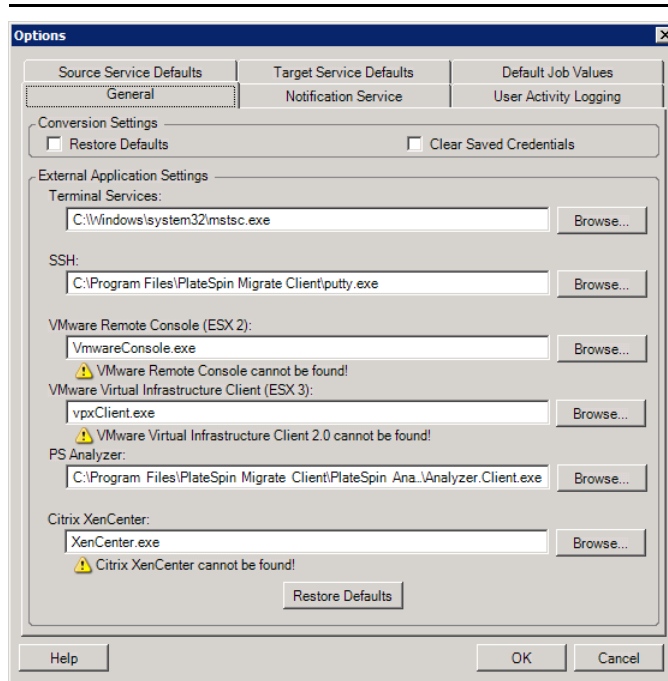 Options
Source Service Defaults
Target Service Defaults
Default Job Values
General
Notification Service
User Activity Logging
Conversion Settings
Restore Defaults
Clear Saved Credentials
External Application Settings
Terminal Services:
C:\Windows\system32\mstsc.exe
Browse...
SSH:
C:\Program Files\PlateSpin Migrate Client\putty.exe
Browse...
VMware Remote Console (ESX 2):
VmwareConsole.exe
Browse...
VMware Remote Console cannot be found!
VMware Virtual Infrastructure Client (ESX 3):
vpxClient.exe
Browse...
VMware Virtual Infrastructure Client 2.0 cannot be found!
PS Analyzer:
C:\Program Files\PlateSpin Migrate Client\PlateSpin Ana..\Analyzer.Client.exe
Browse...
Citrix XenCenter:
XenCenter.exe
Browse...
Citrix XenCenter cannot be found!
Restore Defaults
Help
OK
Cancel